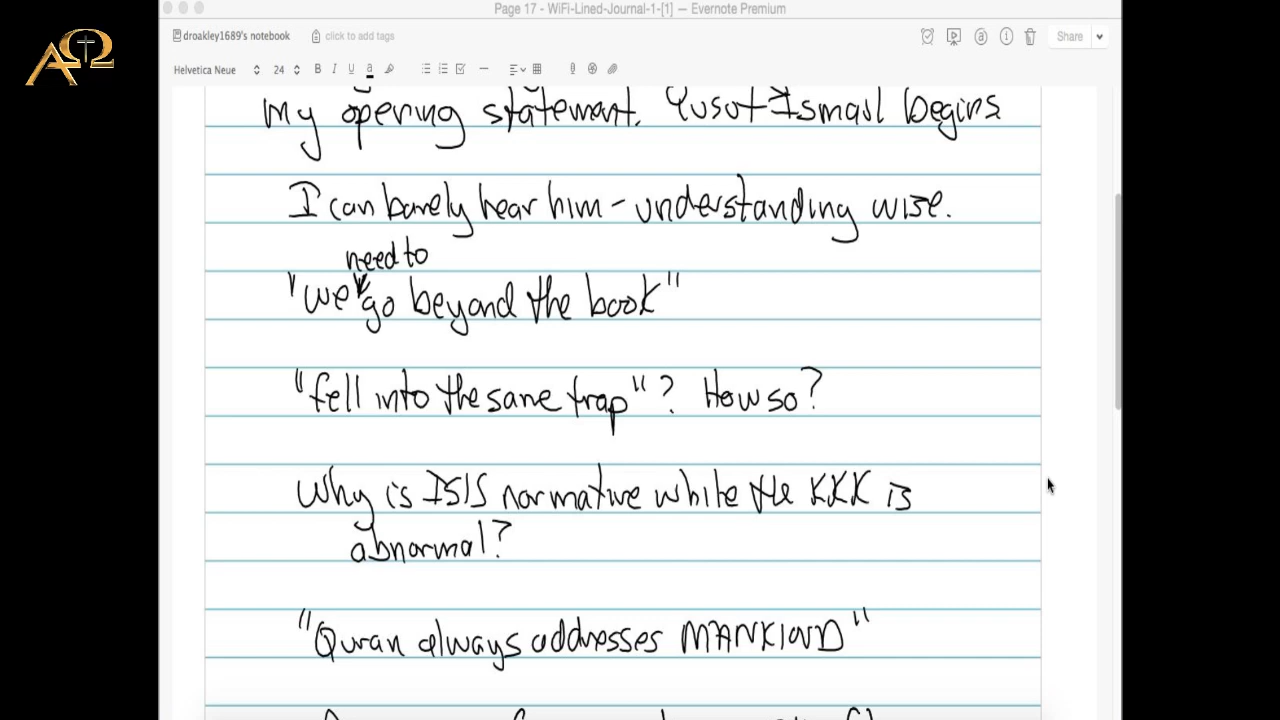 Page 17 - WiFi-Lined-Journal-1-[1] — Evernote Premium
droakley1689's notebook click to add tags Share
Helvetica Neue 24 B I U a
ΑΩ
my opening statement. Yusuf Ismail begins
I can barely hear him - understanding wise.
need to
"we go beyond the book"
"fell into the same trap"? How so?
Why is ISIS normative while the KKK is
abnormal?
"Quran always addresses MANKIND"